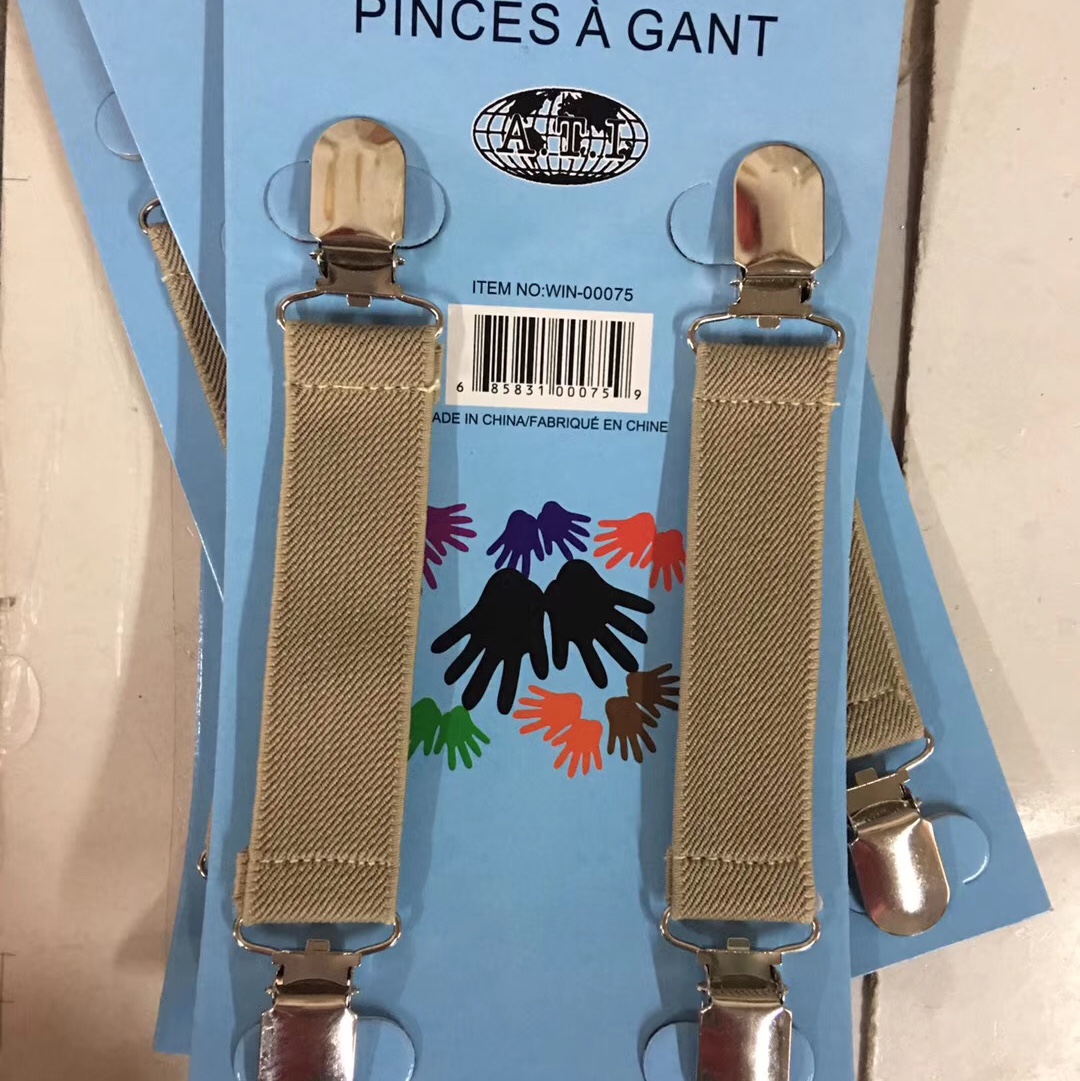 PINCES À GANT
A.T.I.
ITEM NO:WIN-00075
6 85831 00075 9
ADE IN CHINA/FABRIQUÉ EN CHINE